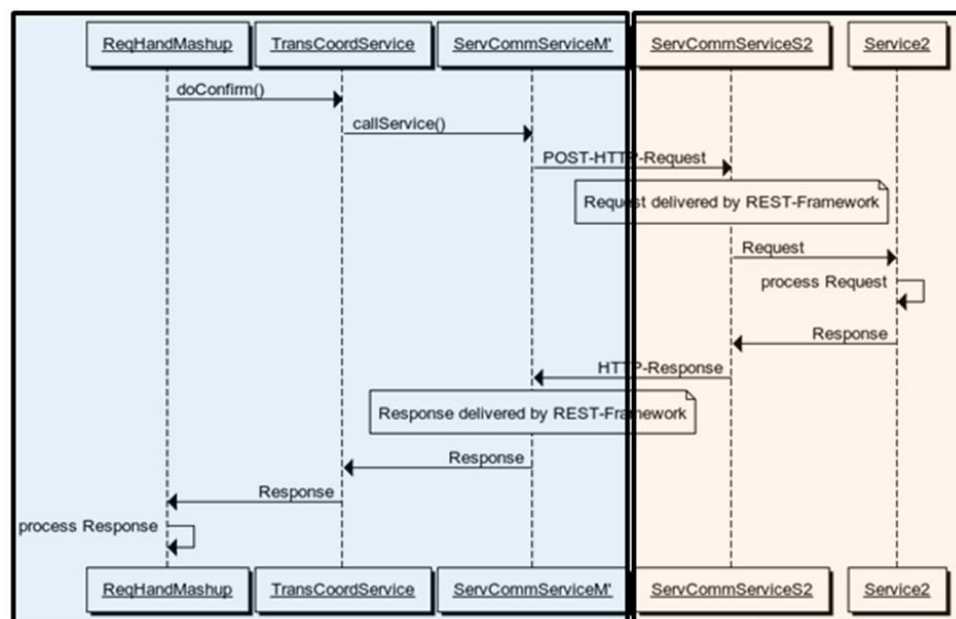 ReqHandMashup TransCoordService ServCommServiceM' ServCommServiceS2 Service2
doConfirm()
callService()
POST-HTTP-Request
Request delivered by REST-Framework
Request
process Request
Response
HTTP-Response
Response delivered by REST-Framework
Response
Response
process Response
ReqHandMashup TransCoordService ServCommServiceM' ServCommServiceS2 Service2